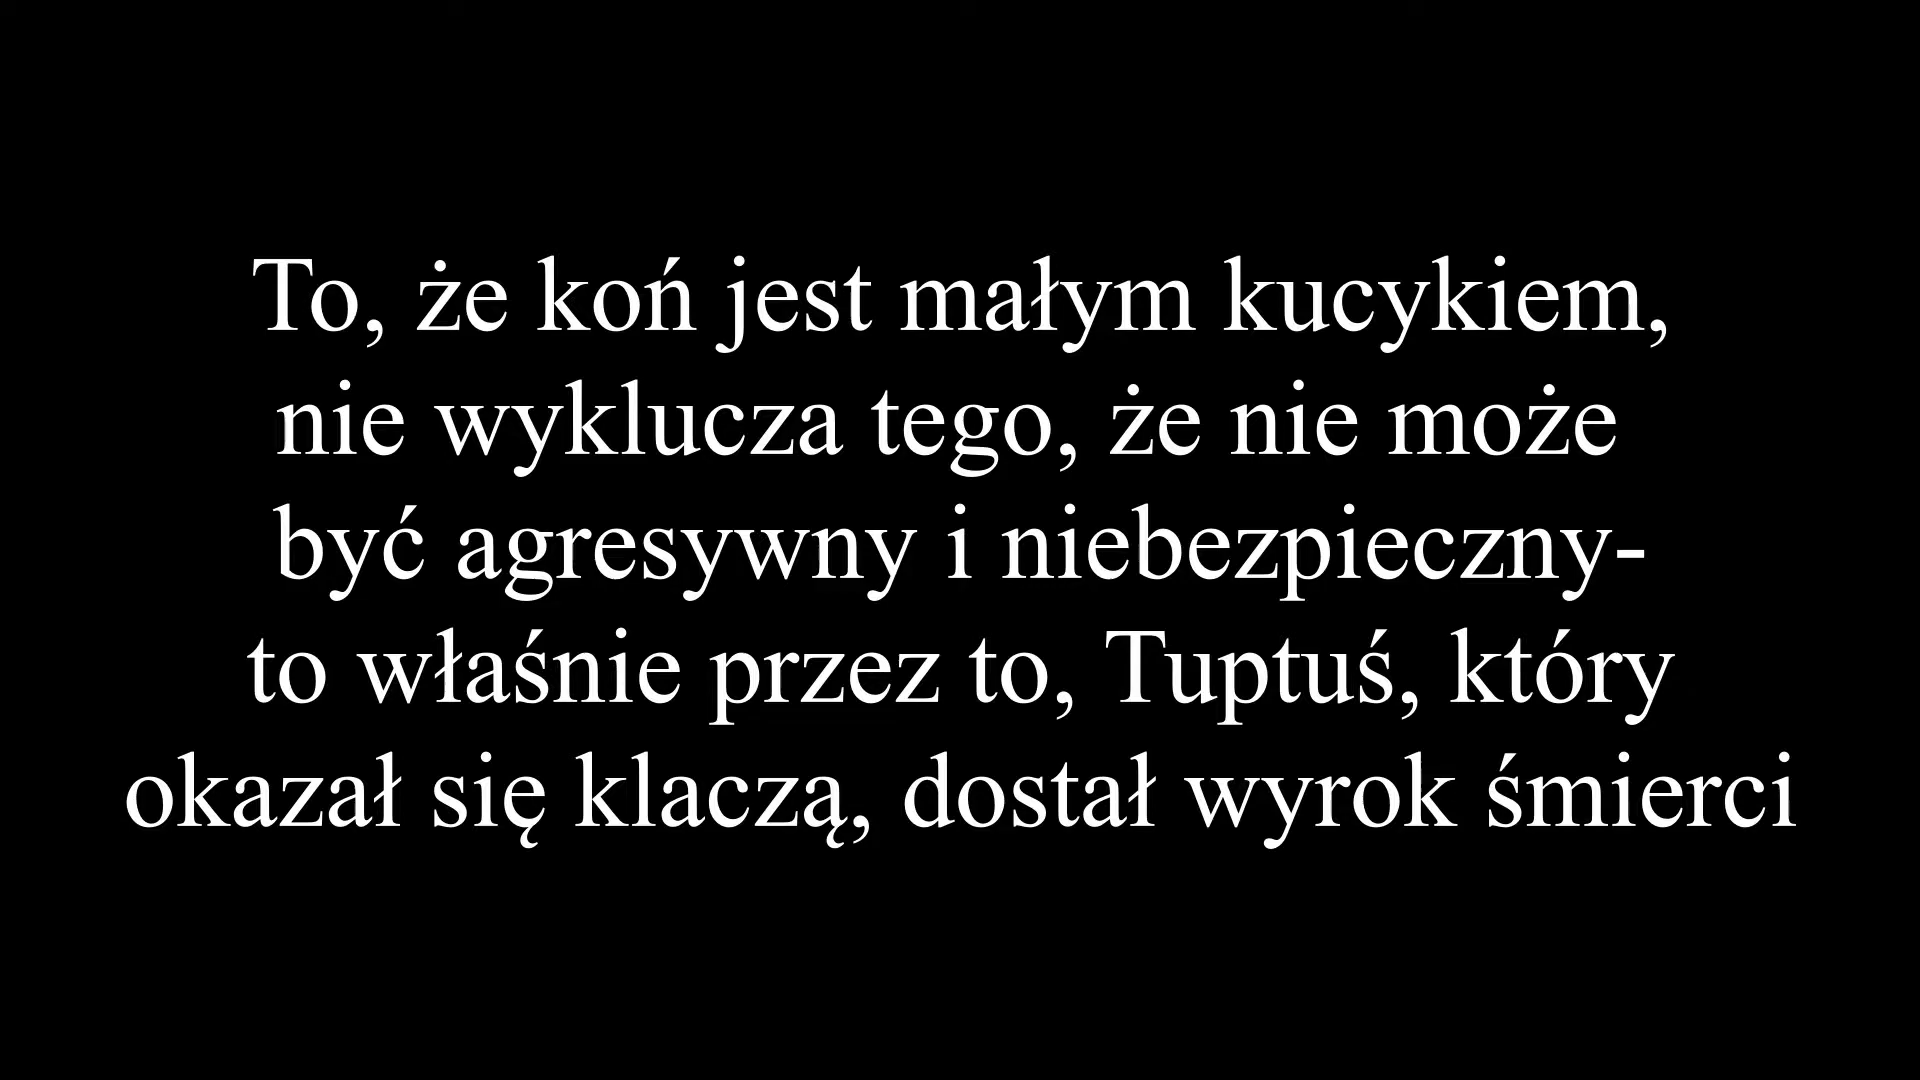 To, że koń jest małym kucykiem,
nie wyklucza tego, że nie może
być agresywny i niebezpieczny-
to właśnie przez to, Tuptuś, który
okazał się klaczą, dostał wyrok śmierci